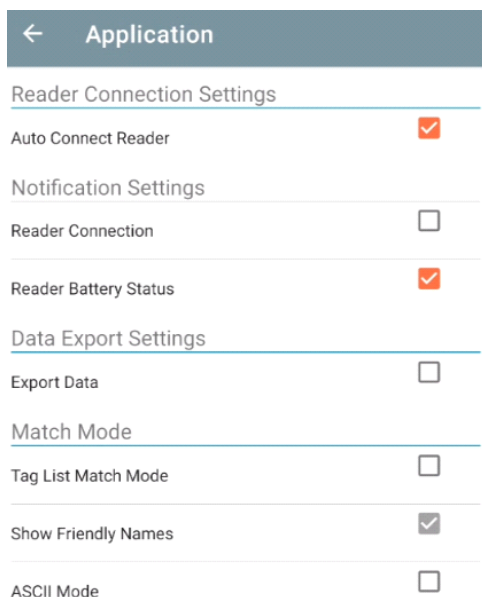 Application
Reader Connection Settings
Auto Connect Reader
Notification Settings
Reader Connection
Reader Battery Status
Data Export Settings
Export Data
Match Mode
Tag List Match Mode
Show Friendly Names
ASCII Mode